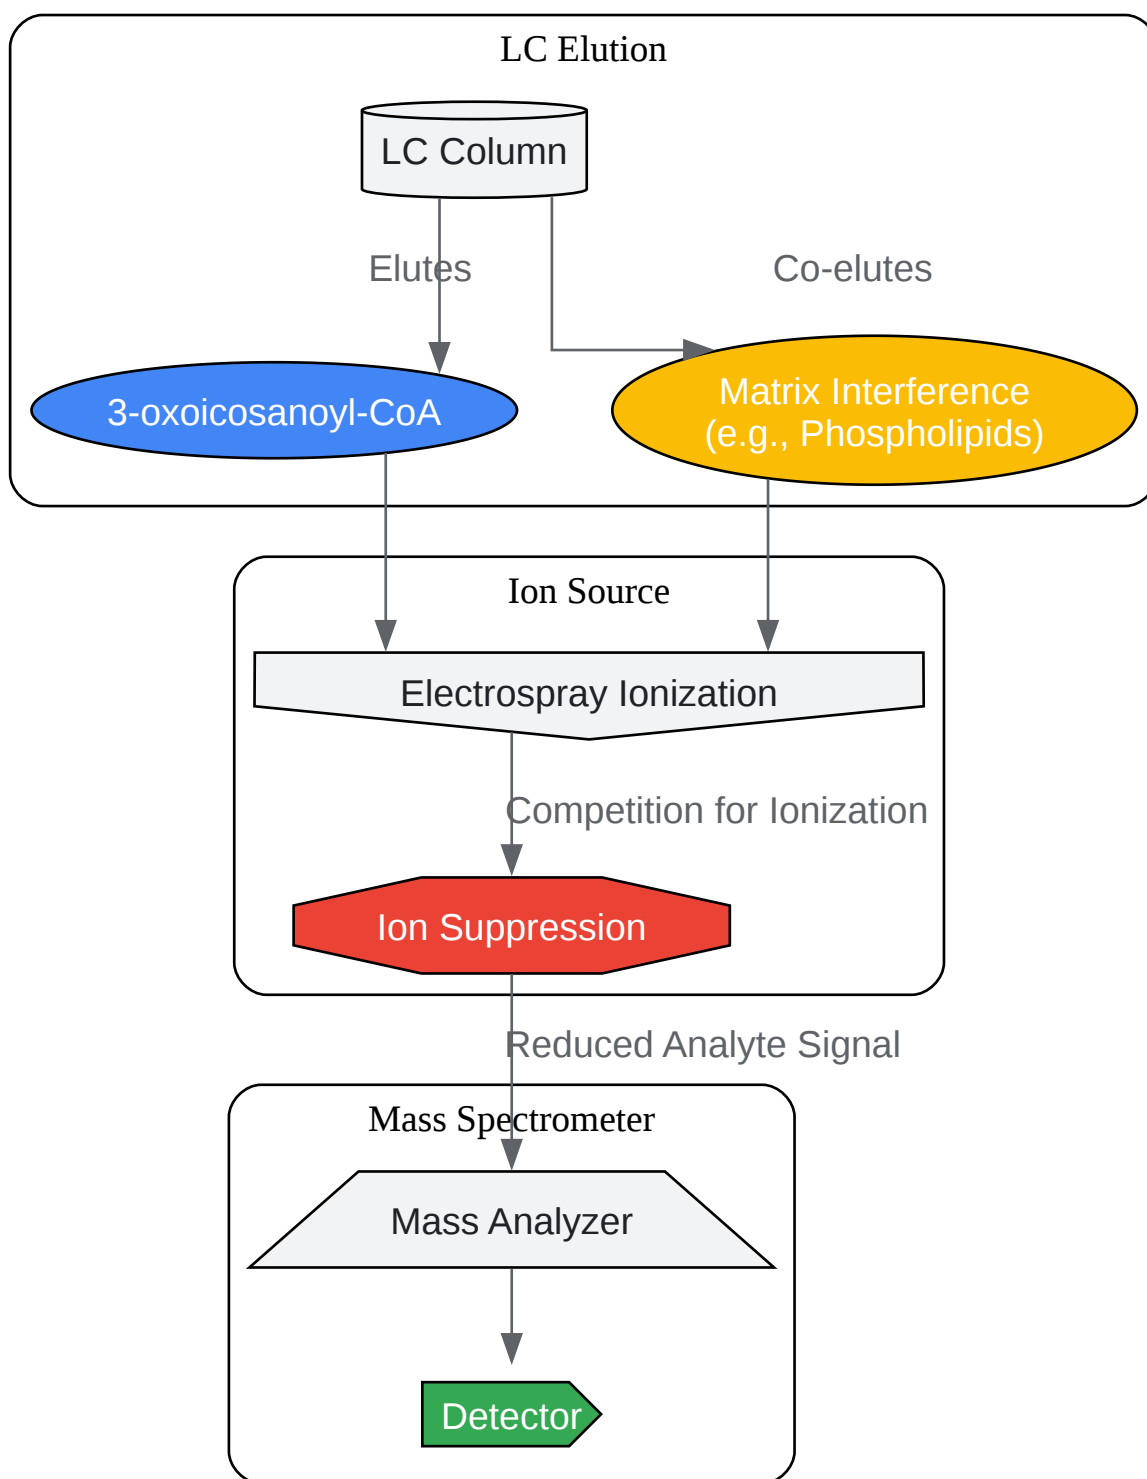 LC Elution
LC Column
Elutes
Co-elutes
3-oxoicosanoyl-CoA
Matrix Interference
(e.g., Phospholipids)
Ion Source
Electrospray Ionization
Competition for Ionization
Ion Suppression
Reduced Analyte Signal
Mass Spectrometer
Mass Analyzer
Detector